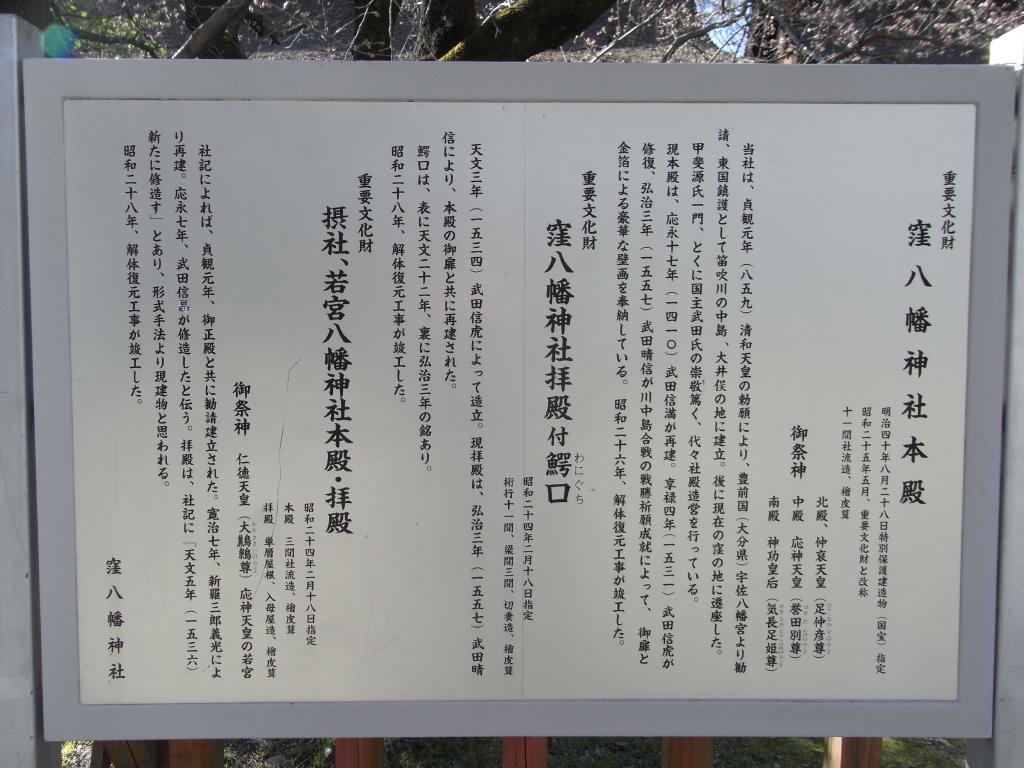 重要文化財
窪八幡神社本殿
明治四十年八月二十八日特別保護建造物（国宝）指定
昭和二十五年五月、重要文化財と改称
十一間社流造、檜皮葺
御祭神
北殿、仲哀天皇（足仲彦尊）
中殿　応神天皇（誉田別尊）
南殿　神功皇后（気長足姫尊）
当社は、貞観元年（八五九）清和天皇の勅願により、豊前国（大分県）宇佐八幡宮より勧
請、東国鎮護として笛吹川の中島、大井俣の地に建立。後に現在の窪の地に遷座した。
甲斐源氏一門、とくに国主武田氏の崇敬篤く、代々社殿造営を行っている。
現本殿は、応永十七年（一四一〇）武田信満が再建。享禄四年（一五三一）武田信虎が
修復、弘治三年（一五五七）武田晴信が川中島合戦の戦勝祈願成就によって、御扉と
金箔による豪華な壁画を奉納している。昭和二十六年、解体復元工事が竣工した。
重要文化財
窪八幡神社拝殿付鰐口
わにぐち
昭和二十四年二月十八日指定
桁行十一間、梁間三間、切妻造、檜皮葺
天文三年（一五三四）武田信虎によって造立。現拝殿は、弘治三年（一五五七）武田晴
信により、本殿の御扉と共に再建された。
鰐口は、表に天文二十二年、裏に弘治三年の銘あり。
昭和二十八年、解体復元工事が竣工した。
重要文化財
摂社、若宮八幡神社本殿・拝殿
昭和二十四年二月十八日指定
本殿　三間社流造、檜皮葺
拝殿　単層屋根、入母屋造、檜皮葺
御祭神　仁徳天皇（大鷦鷯尊）応神天皇の若宮
社記によれば、貞観元年、御正殿と共に勧請建立された。寛治七年、新羅三郎義光によ
り再建。応永七年、武田信が修造したと伝う。拝殿は、社記に「天文五年（一五三六）
新たに修造す」とあり、形式手法より現建物と思われる。
昭和二十八年、解体復元工事が竣工した。
窪八幡神社